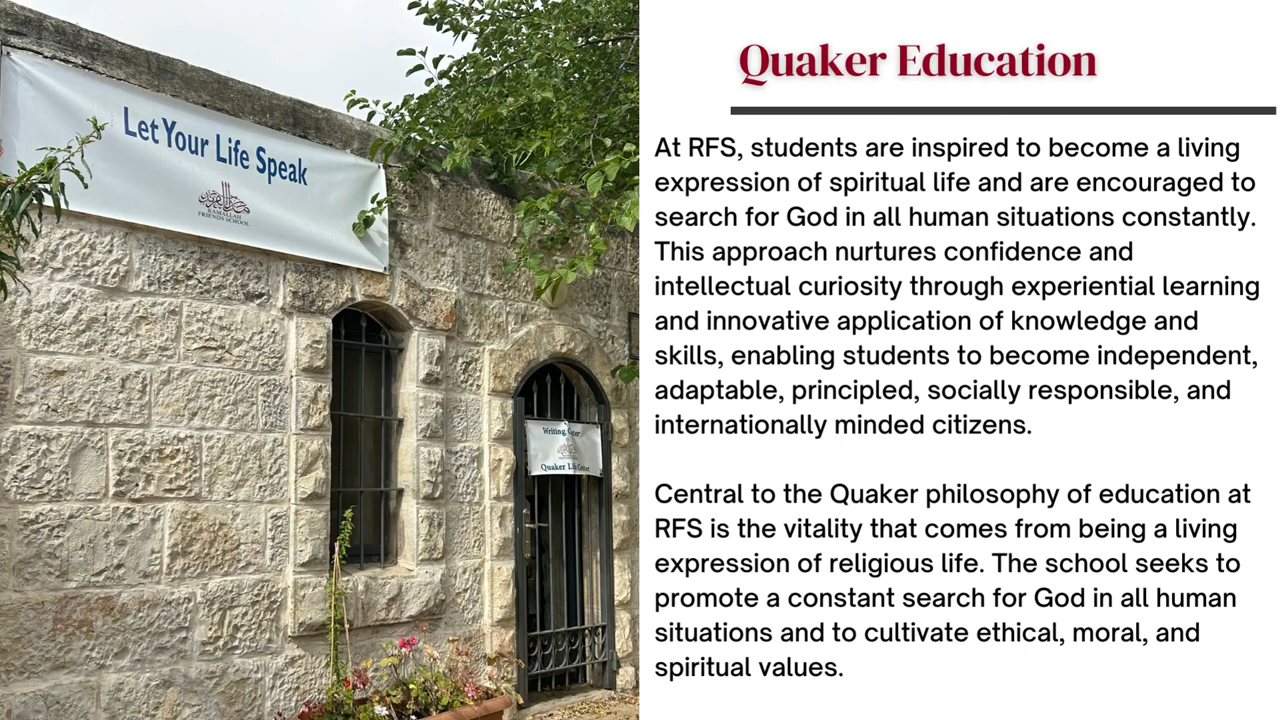 Let Your Life Speak
RAMALLAH
FRIENDS SCHOOL
Writing
Quaker Life Center
Quaker Education
At RFS, students are inspired to become a living
expression of spiritual life and are encouraged to
search for God in all human situations constantly.
This approach nurtures confidence and
intellectual curiosity through experiential learning
and innovative application of knowledge and
skills, enabling students to become independent,
adaptable, principled, socially responsible, and
internationally minded citizens.
Central to the Quaker philosophy of education at
RFS is the vitality that comes from being a living
expression of religious life. The school seeks to
promote a constant search for God in all human
situations and to cultivate ethical, moral, and
spiritual values.